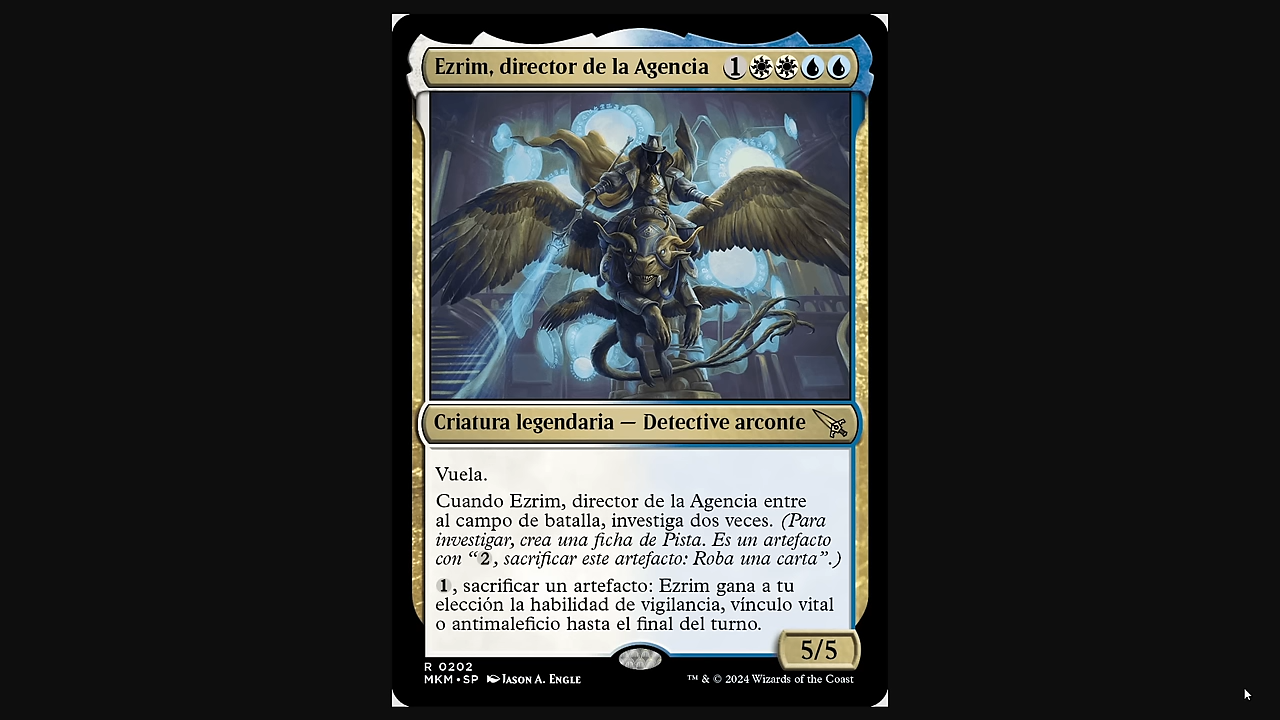 Ezrim, director de la Agencia 1
Criatura legendaria — Detective arconte
Vuela.
Cuando Ezrim, director de la Agencia entre
al campo de batalla, investiga dos veces. (Para
investigar, crea una ficha de Pista. Es un artefacto
con “2, sacrificar este artefacto: Roba una carta”.)
1, sacrificar un artefacto: Ezrim gana a tu
elección la habilidad de vigilancia, vínculo vital
o antimaleficio hasta el final del turno.
5/5
R 0202
MKM • SP Jason A. Engle
™ & © 2024 Wizards of the Coast